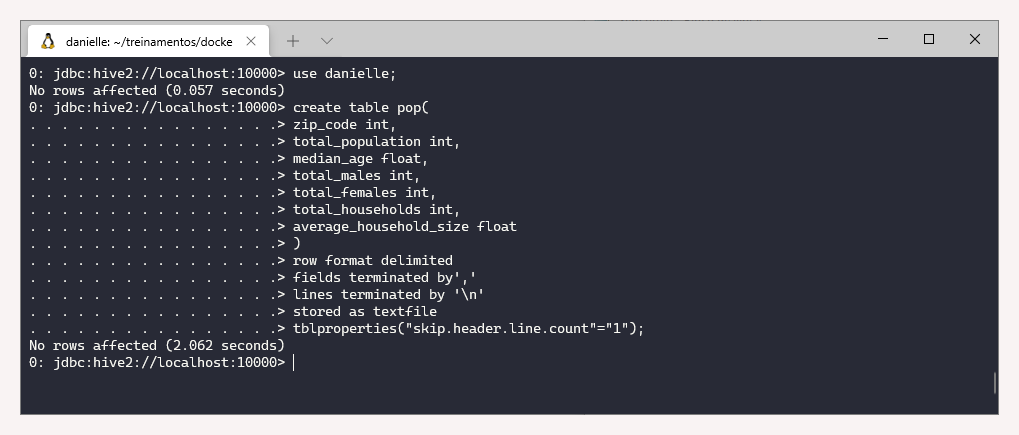 danielle: ~/treinamentos/docke
0: jdbc:hive2://localhost:10000> use danielle;
No rows affected (0.057 seconds)
0: jdbc:hive2://localhost:10000> create table pop(
. . . . . . . . . . . . . . . .> zip_code int,
. . . . . . . . . . . . . . . .> total_population int,
. . . . . . . . . . . . . . . .> median_age float,
. . . . . . . . . . . . . . . .> total_males int,
. . . . . . . . . . . . . . . .> total_females int,
. . . . . . . . . . . . . . . .> total_households int,
. . . . . . . . . . . . . . . .> average_household_size float
. . . . . . . . . . . . . . . .> )
. . . . . . . . . . . . . . . .> row format delimited
. . . . . . . . . . . . . . . .> fields terminated by','
. . . . . . . . . . . . . . . .> lines terminated by '\n'
. . . . . . . . . . . . . . . .> stored as textfile
. . . . . . . . . . . . . . . .> tblproperties("skip.header.line.count"="1");
No rows affected (2.062 seconds)
0: jdbc:hive2://localhost:10000>